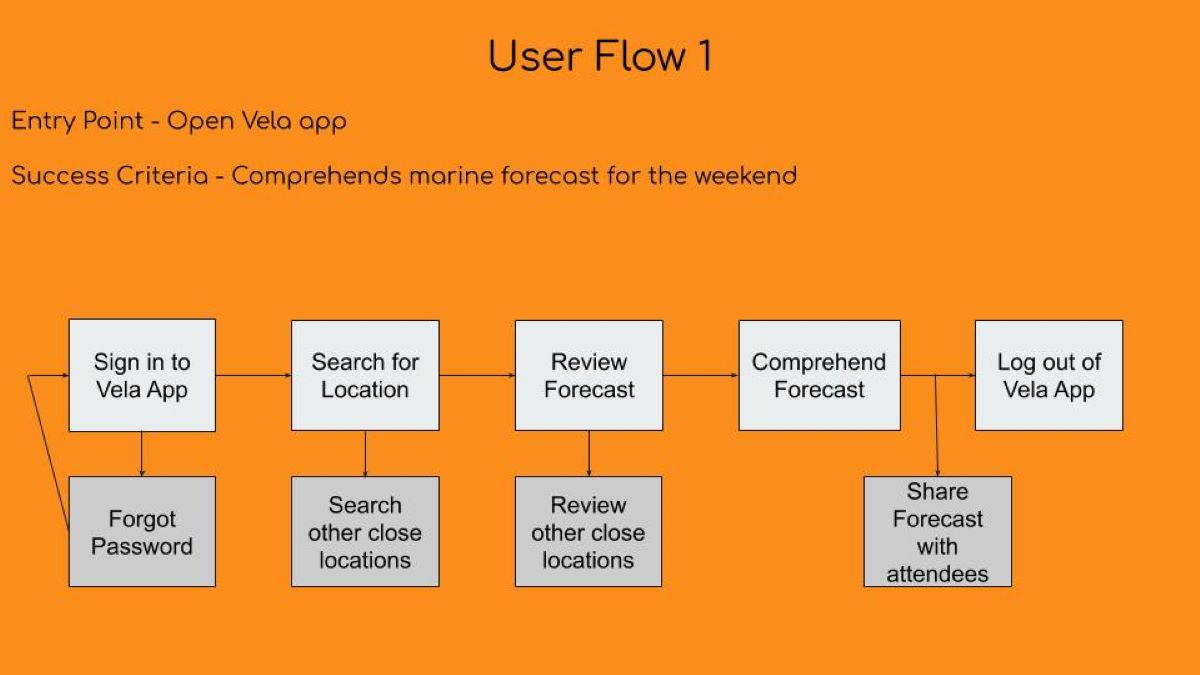 User Flow 1
Entry Point - Open Vela app
Success Criteria - Comprehends marine forecast for the weekend
Sign in to
Vela App
Search for
Location
Review
Forecast
Comprehend
Forecast
Log out of
Vela App
Forgot
Password
Search
other close
locations
Review
other close
locations
Share
Forecast
with
attendees